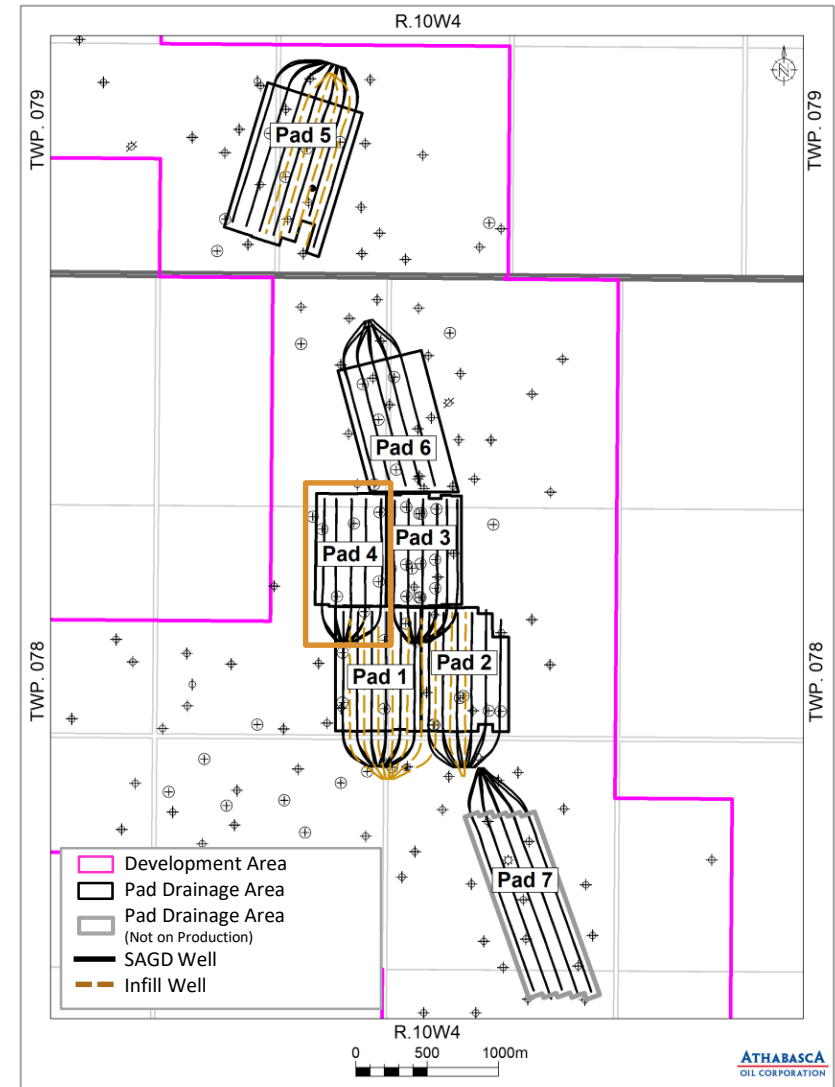 R.10W4
N
TWP. 079
TWP. 079
Pad 5
Pad 6
Pad 4
Pad 3
Pad 1
Pad 2
TWP. 078
TWP. 078
Pad 7
Development Area
Pad Drainage Area
Pad Drainage Area
(Not on Production)
SAGD Well
Infill Well
R.10W4
0 500 1000m
ATHABASCA
OIL CORPORATION